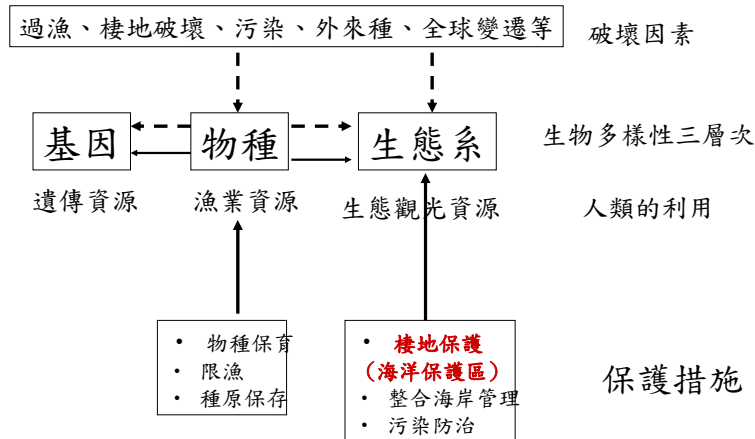 過漁、棲地破壞、污染、外來種、全球變遷等
破壞因素
基因 物種 生態系
生物多樣性三層次
遺傳資源 漁業資源 生態觀光資源
人類的利用
• 物種保育
• 限漁
• 種原保存
• 棲地保護
（海洋保護區）
• 整合海岸管理
• 污染防治
保護措施